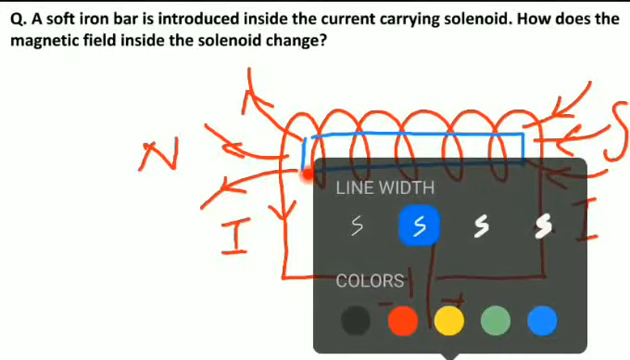 Q. A soft iron bar is introduced inside the current carrying solenoid. How does the
magnetic field inside the solenoid change?
N
S
I
I
LINE WIDTH
S S S S
COLORS
- +